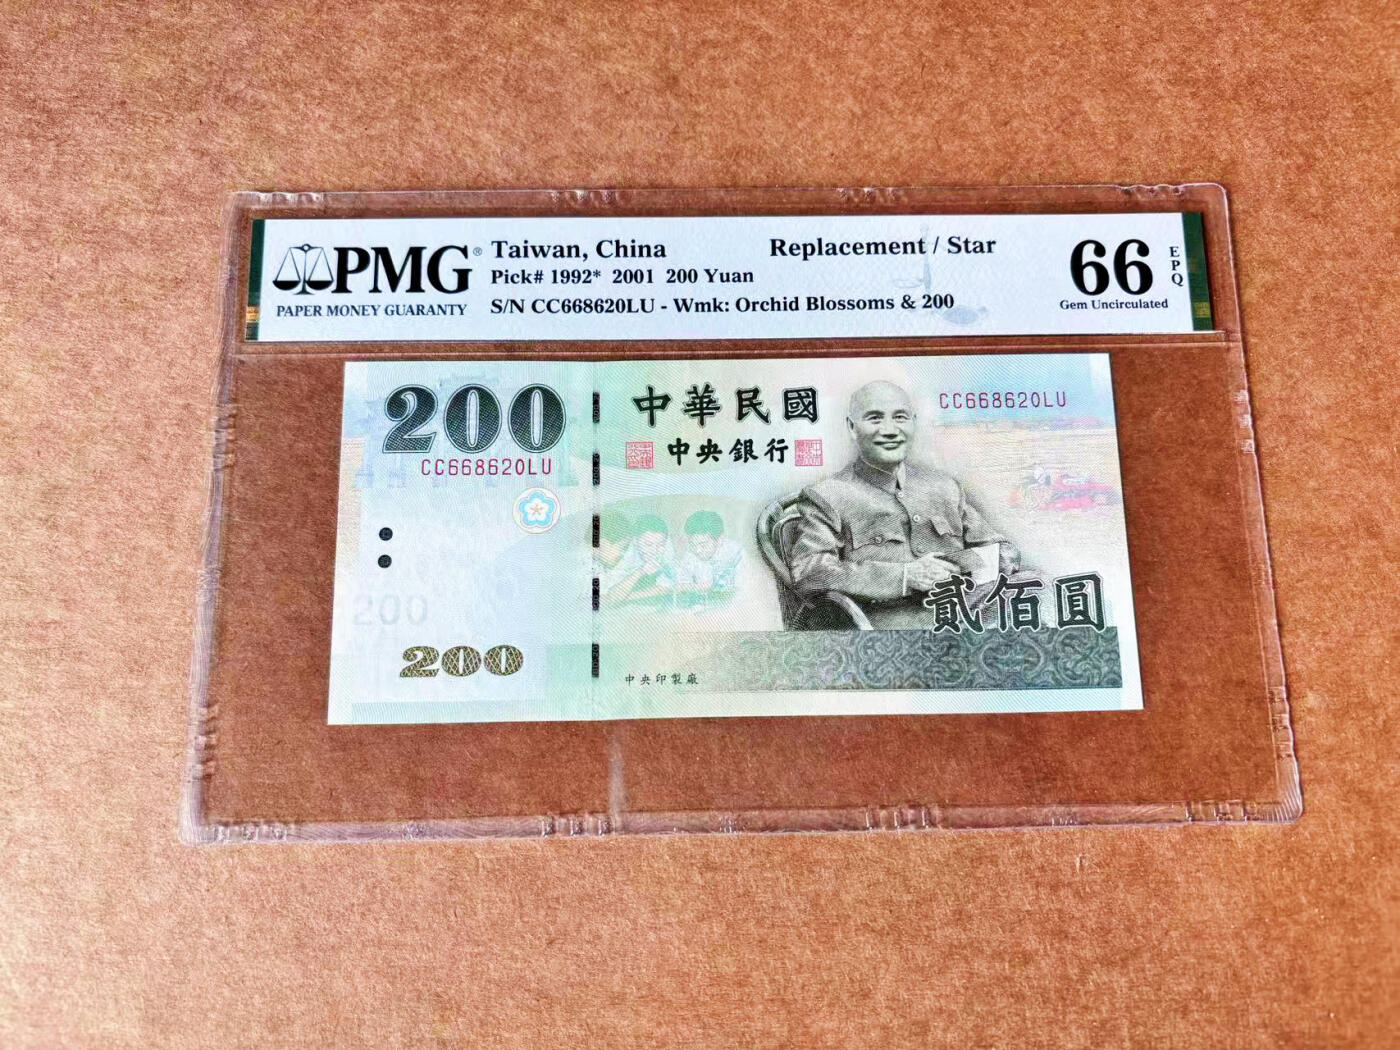 PMG®
PAPER MONEY GUARANTY
Taiwan, China
Replacement / Star
Pick# 1992* 2001 200 Yuan
S/N CC668620LU - Wmk: Orchid Blossoms & 200
66
EPQ
Gem Uncirculated
200
CC668620LU
中華民國
中央銀行
CC668620LU
200
200
貳佰圓
中央印製廠